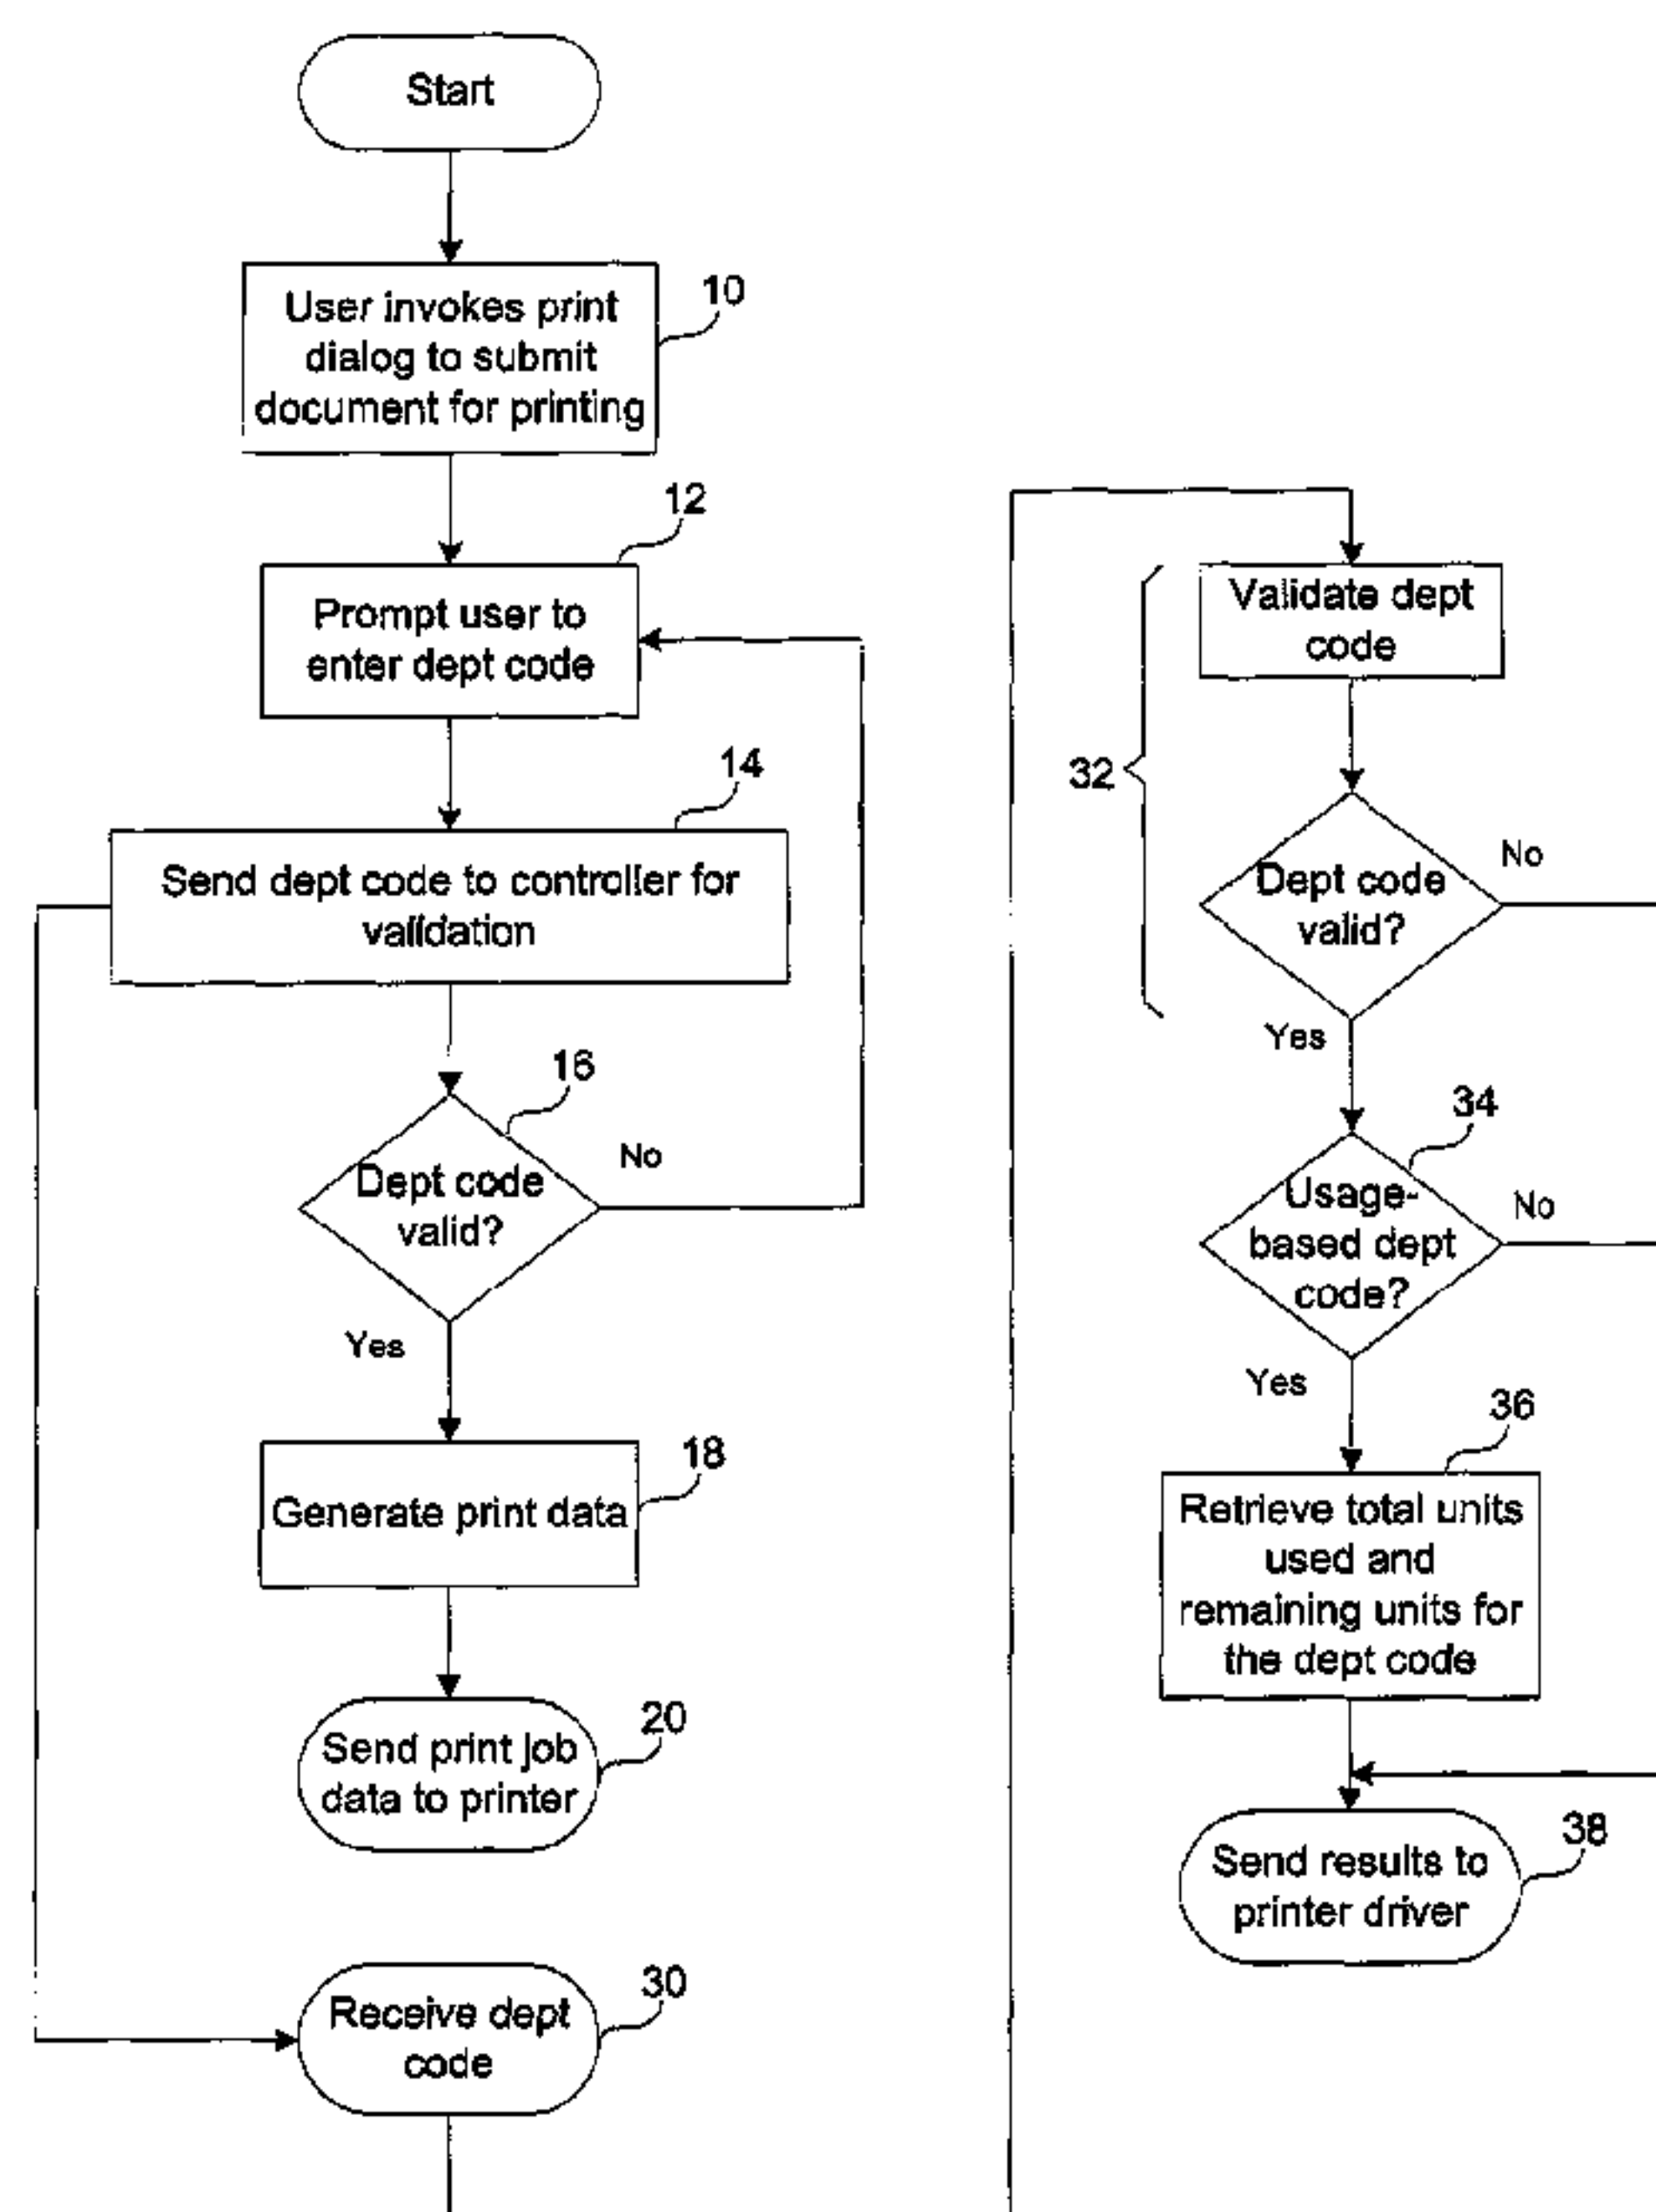 Start
User invokes print
dialog to submit
document for printing
10
12
Prompt user to
enter dept code
14
Send dept code to controller for
validation
16
Dept code
valid?
No
Yes
18
Generate print data
20
Send print job
data to printer
30
Receive dept
code
Validate dept
code
32
Dept code
valid?
No
Yes
34
Usage-
based dept
code?
No
Yes
36
Retrieve total units
used and
remaining units for
the dept code
38
Send results to
printer driver